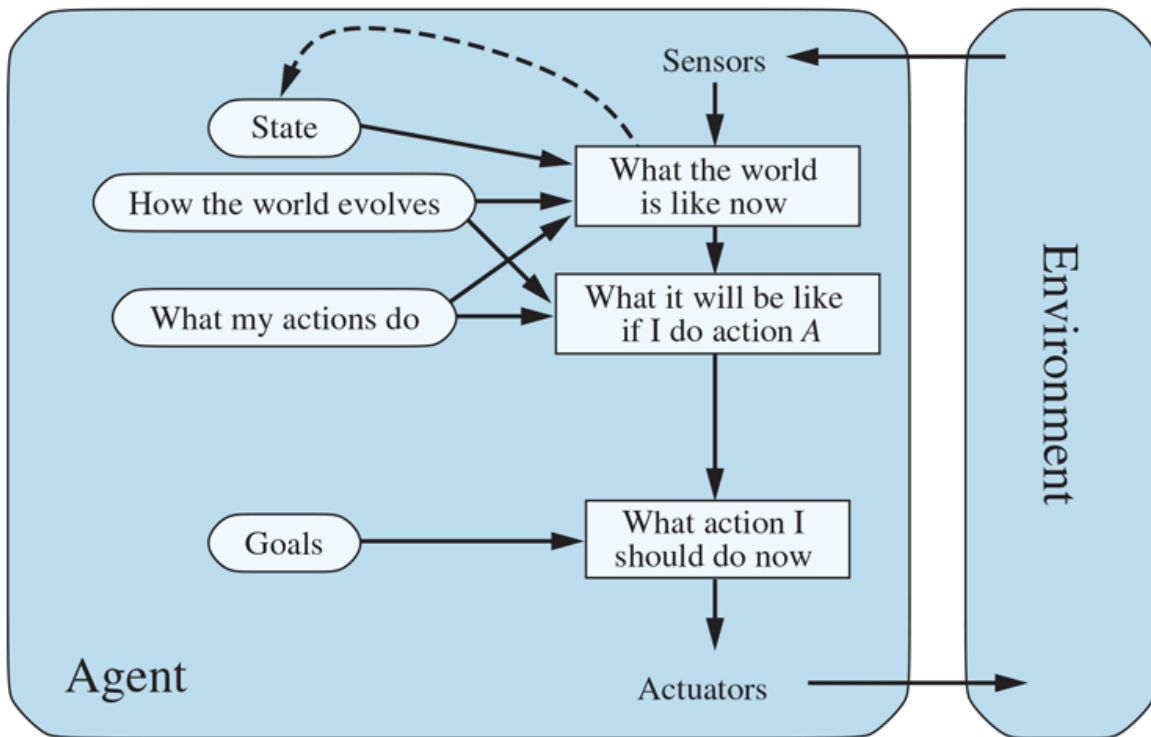 Sensors
State
What the world
is like now
How the world evolves
What my actions do
What it will be like
if I do action A
Goals
What action I
should do now
Agent
Actuators
Environment